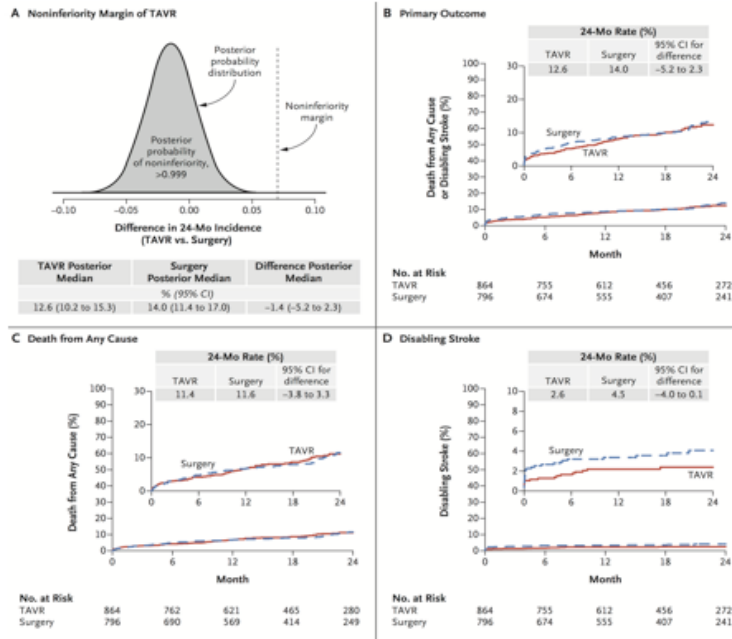 A Noninferiority Margin of TAVR
Posterior
probability
distribution
Noninferiority
margin
Posterior
probability
of noninferiority,
>0.999
−0.10 −0.05 0.00 0.05 0.10
Difference in 24-Mo Incidence
(TAVR vs. Surgery)
TAVR Posterior Median Surgery Posterior Median Difference Posterior Median
% (95% CI)
12.6 (10.2 to 15.3) 14.0 (11.4 to 17.0) −1.4 (−5.2 to 2.3)
B Primary Outcome
24-Mo Rate (%)
TAVR Surgery 95% CI for difference
12.6 14.0 −5.2 to 2.3
Death from Any Cause
or Disabling Stroke (%)
100
90
80
70
60
50
40
30
20
10
0
30
20
10
0
Surgery
TAVR
0 6 12 18 24
0 6 12 18 24
Month
No. at Risk
TAVR 864 755 612 456 272
Surgery 796 674 555 407 241
C Death from Any Cause
24-Mo Rate (%)
TAVR Surgery 95% CI for difference
11.4 11.6 −3.8 to 3.3
Death from Any Cause (%)
100
90
80
70
60
50
40
30
20
10
0
30
20
10
0
Surgery
TAVR
0 6 12 18 24
0 6 12 18 24
Month
No. at Risk
TAVR 864 762 621 465 280
Surgery 796 690 569 414 249
D Disabling Stroke
24-Mo Rate (%)
TAVR Surgery 95% CI for difference
2.6 4.5 −4.0 to 0.1
Disabling Stroke (%)
100
90
80
70
60
50
40
30
20
10
0
10
8
6
4
2
0
Surgery
TAVR
0 6 12 18 24
0 6 12 18 24
Month
No. at Risk
TAVR 864 755 612 456 272
Surgery 796 674 555 407 241